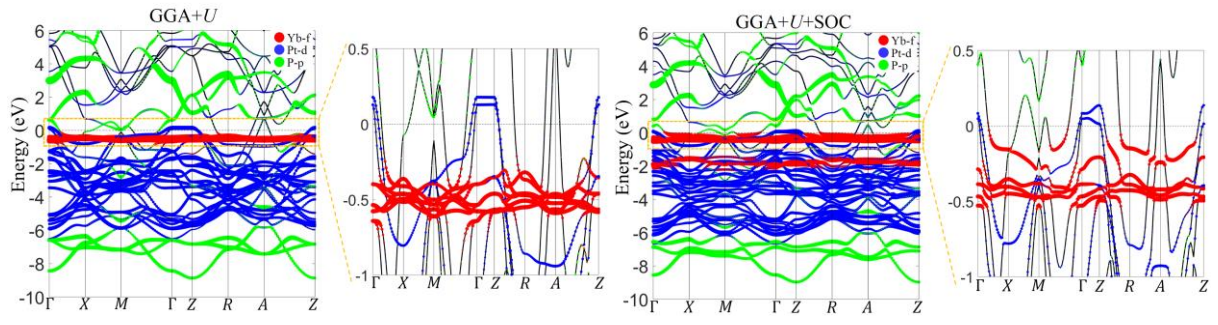 GGA+U
GGA+U+SOC
Yb-f
Pt-d
P-p
Energy (eV)
6
4
2
0
-2
-4
-6
-8
-10
Γ X M Γ Z R A Z
0.5
0
-0.5
-1
Γ X M Γ Z R A Z
Yb-f
Pt-d
P-p
Energy (eV)
6
4
2
0
-2
-4
-6
-8
-10
Γ X M Γ Z R A Z
0.5
0
-0.5
-1
Γ X M Γ Z R A Z